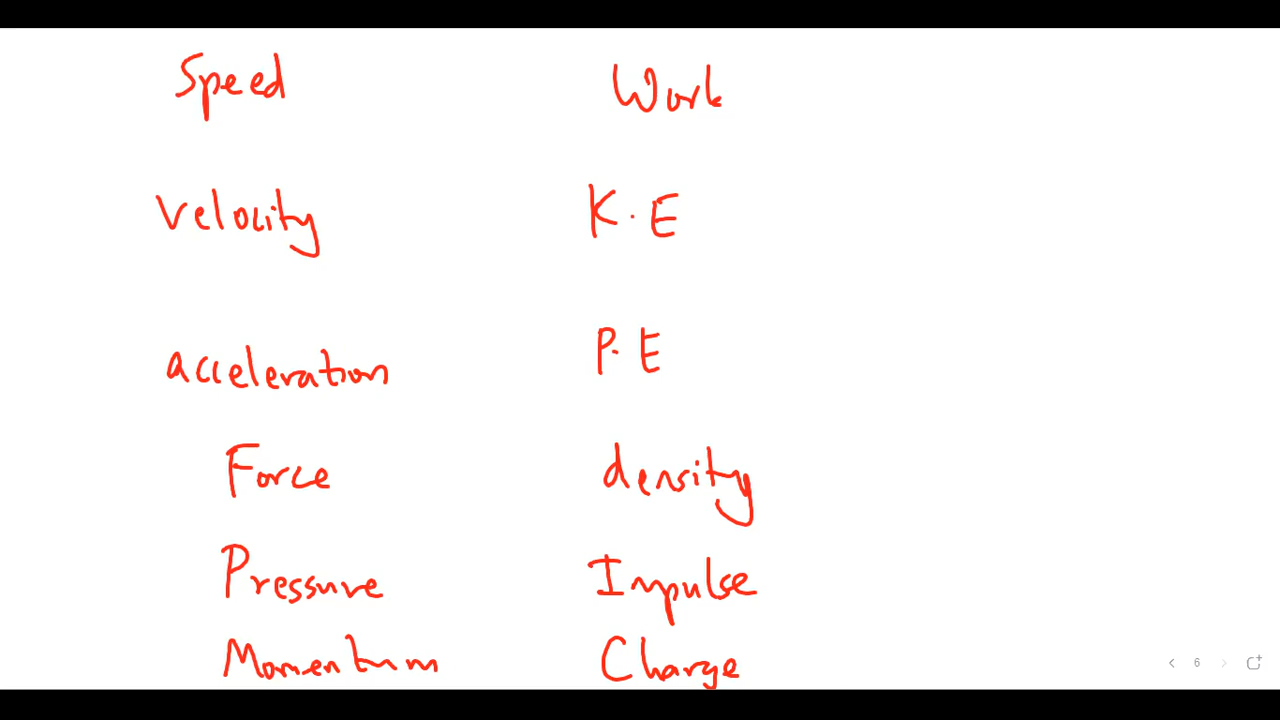 Speed
Work
velocity
K.E
P.E
acceleration
Force
density
Pressure
Impulse
Momentum
Charge
6